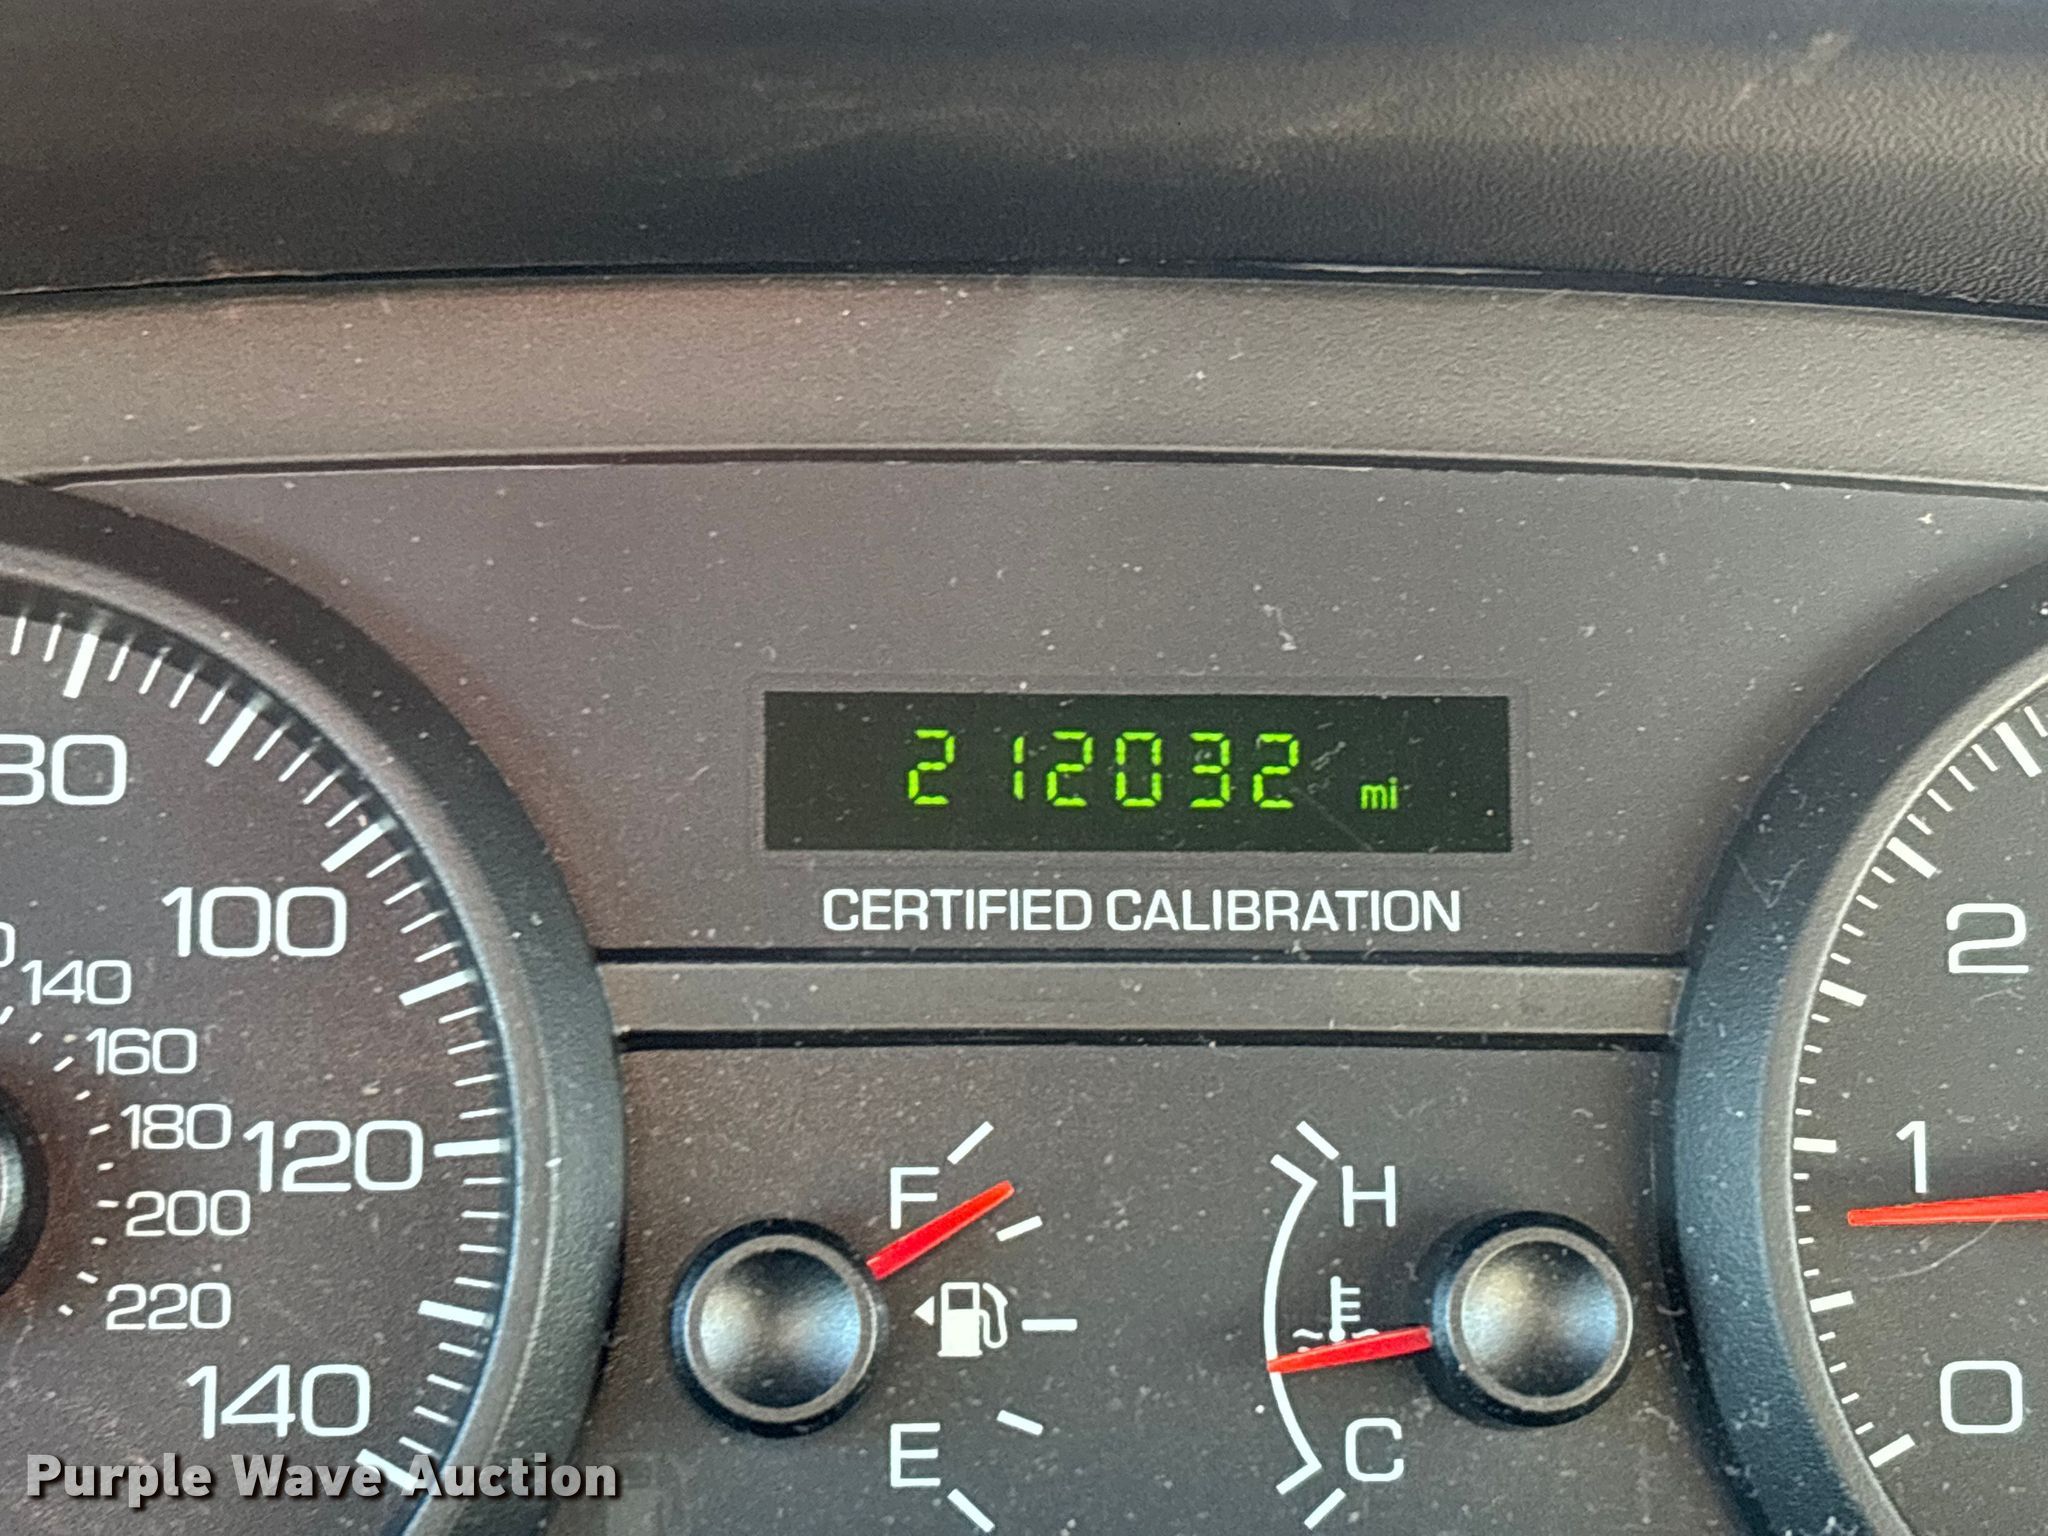 212032 mi
CERTIFIED CALIBRATION
80
100
120
140
140
160
180
200
220
F
E
H
C
2
1
0
Purple Wave Auction